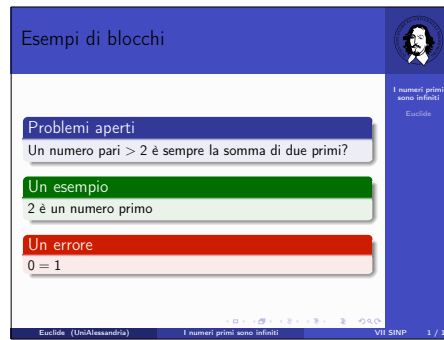 Esempi di blocchi
I numeri primi
sono infiniti
Euclide
Problemi aperti
Un numero pari > 2 è sempre la somma di due primi?
Un esempio
2 è un numero primo
Un errore
0 = 1
Euclide (UniAlessandria) I numeri primi sono infiniti VII SINP 1 / 1